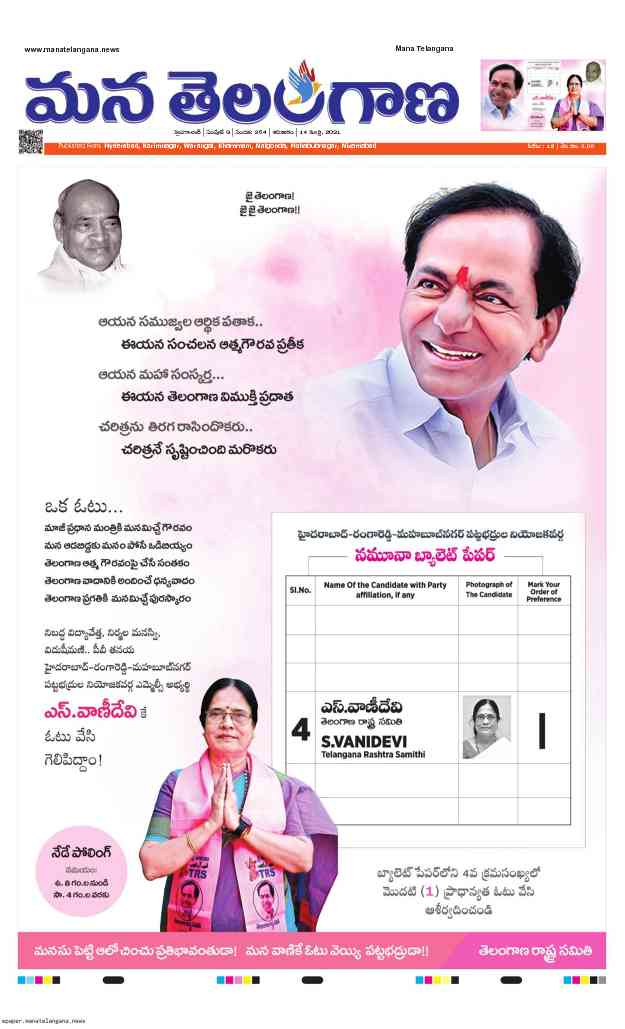 www.manatelangana.news
Mana Telangana
మన తెలంగాణ
హైదరాబాద్ | సంపుటి 9 | సంచిక 264 | ఆదివారం | 14 మార్చి, 2021
Published From Hyderabad, Karimnagar, Warangal, Khammam, Nalgonda, Mahabubnagar, Nizamabad
జై తెలంగాణ!
జై జై తెలంగాణ!!
ఆయన సముజ్వల ఆర్థిక పతాక..
ఈయన సంచలన ఆత్మగౌరవ ప్రతీక
ఆయన మహా సంస్కర్త...
ఈయన తెలంగాణ విముక్తి ప్రదాత
చరిత్రను తిరగ రాసిందొకరు..
చరిత్రనే సృష్టించింది మరొకరు
ఒక ఓటు...
మాజీ ప్రధాన మంత్రికి మనమిచ్చే గౌరవం
మన ఆడబిడ్డకు మనం పోసే ఒడిబియ్యం
తెలంగాణ ఆత్మ గౌరవంపై చేసే సంతకం
తెలంగాణ వాదానికి అందించే ధన్యవాదం
తెలంగాణ ప్రగతికి మనమిచ్చే పురస్కారం
నిబద్ధ విద్యావేత్త, నిర్మల మనస్వి,
విదుషీమణి.. పీవీ తనయ
హైదరాబాద్-రంగారెడ్డి-మహబూబ్‌నగర్
పట్టభద్రుల నియోజకవర్గ ఎమ్మెల్సీ అభ్యర్థి
ఎస్.వాణీదేవి కే
ఓటు వేసి
గెలిపిద్దాం!
హైదరాబాద్-రంగారెడ్డి-మహబూబ్‌నగర్ పట్టభద్రుల నియోజకవర్గ
నమూనా బ్యాలెట్ పేపర్
Sl.No.
Name Of the Candidate with Party
affiliation, if any
Photograph of
The Candidate
Mark Your
Order of
Preference
4
ఎస్.వాణీదేవి
తెలంగాణ రాష్ట్ర సమితి
S.VANIDEVI
Telangana Rashtra Samithi
1
TRS
TRS
నేడే పోలింగ్
సమయం:
ఉ. 8 గం.ల నుండి
సా. 4 గం.ల వరకు
బ్యాలెట్ పేపర్‌లోని 4వ క్రమసంఖ్యలో
మొదటి (1) ప్రాధాన్యత ఓటు వేసి
ఆశీర్వదించండి
మనసు పెట్టి ఆలోచించు ప్రతిభావంతుడా! మన వాణికే ఓటు వెయ్యి పట్టభద్రుడా!!
తెలంగాణ రాష్ట్ర సమితి
epaper.manatelangana.news